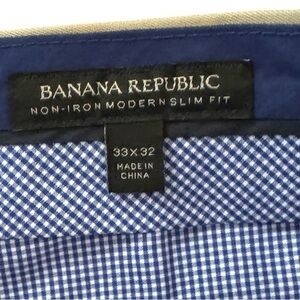 BANANA REPUBLIC
NON-IRON MODERN SLIM FIT
33X32
MADE IN
CHINA